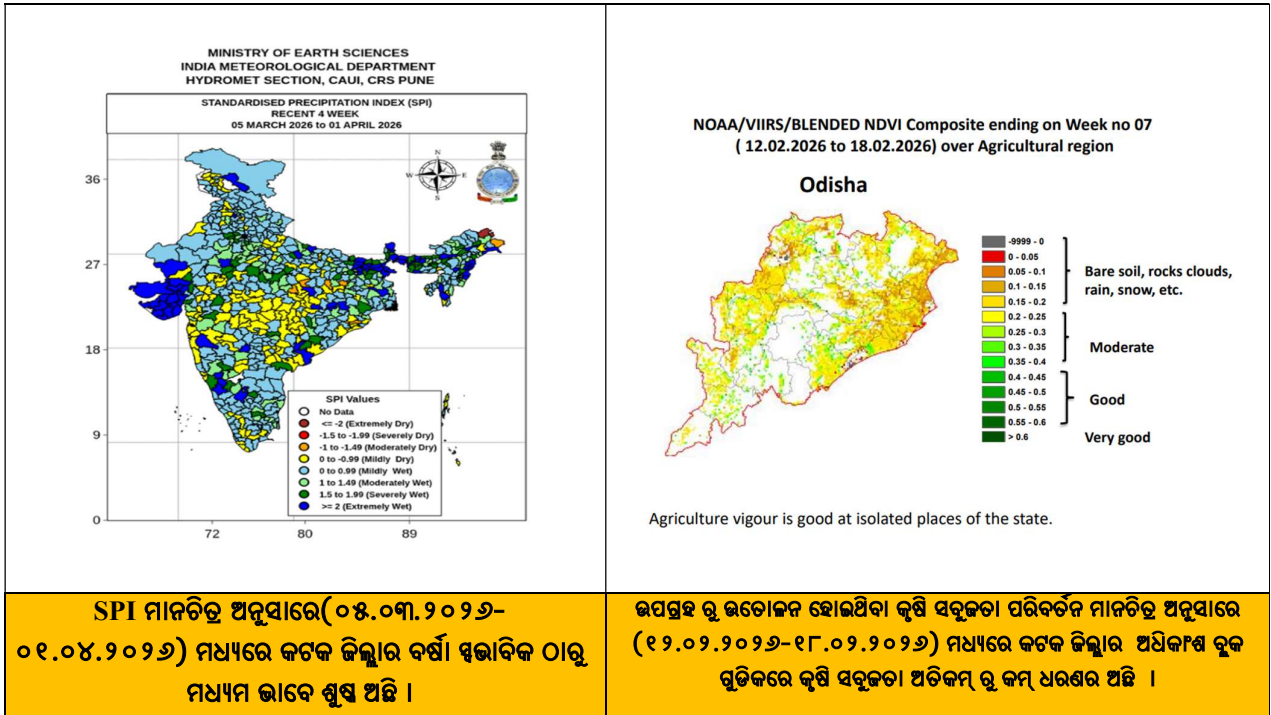 MINISTRY OF EARTH SCIENCES
INDIA METEOROLOGICAL DEPARTMENT
HYDROMET SECTION, CAUI, CRS PUNE
STANDARDISED PRECIPITATION INDEX (SPI)
RECENT 4 WEEK
05 MARCH 2026 to 01 APRIL 2026
N
W
E
S
36
27
18
9
0
72
80
89
SPI Values
No Data
<= -2 (Extremely Dry)
-1.5 to -1.99 (Severely Dry)
-1 to -1.49 (Moderately Dry)
0 to -0.99 (Mildly Dry)
0 to 0.99 (Mildly Wet)
1 to 1.49 (Moderately Wet)
1.5 to 1.99 (Severely Wet)
>= 2 (Extremely Wet)
SPI ମାନଚିତ୍ର ଅନୁସାରେ(୦୫.୦୩.୨୦୨୬-
୦୧.୦୪.୨୦୨୬) ମଧ୍ୟରେ କଟକ ଜିଲ୍ଲାର ବର୍ଷା ସ୍ଵଭାବିକ ଠାରୁ
ମଧ୍ୟମ ଭାବେ ଶୁଷ୍କ ଅଛି ।
NOAA/VIIRS/BLENDED NDVI Composite ending on Week no 07
( 12.02.2026 to 18.02.2026) over Agricultural region
Odisha
-9999 - 0
0 - 0.05
0.05 - 0.1
0.1 - 0.15
0.15 - 0.2
0.2 - 0.25
0.25 - 0.3
0.3 - 0.35
0.35 - 0.4
0.4 - 0.45
0.45 - 0.5
0.5 - 0.55
0.55 - 0.6
> 0.6
Bare soil, rocks clouds,
rain, snow, etc.
Moderate
Good
Very good
Agriculture vigour is good at isolated places of the state.
ଉପଗ୍ରହ ରୁ ଉତୋଳନ ହୋଇଥିବା କୃଷି ସବୁଜତା ପରିବର୍ତନ ମାନଚିତ୍ର ଅନୁସାରେ
(୧୨.୦୨.୨୦୨୬-୧୮.୦୨.୨୦୨୬) ମଧ୍ୟରେ କଟକ ଜିଲ୍ଲାର ଅଧିକାଂଶ ବ୍ଲକ
ଗୁଡିକରେ କୃଷି ସବୁଜତା ଅତିକମ୍ ରୁ କମ୍ ଧରଣର ଅଛି ।